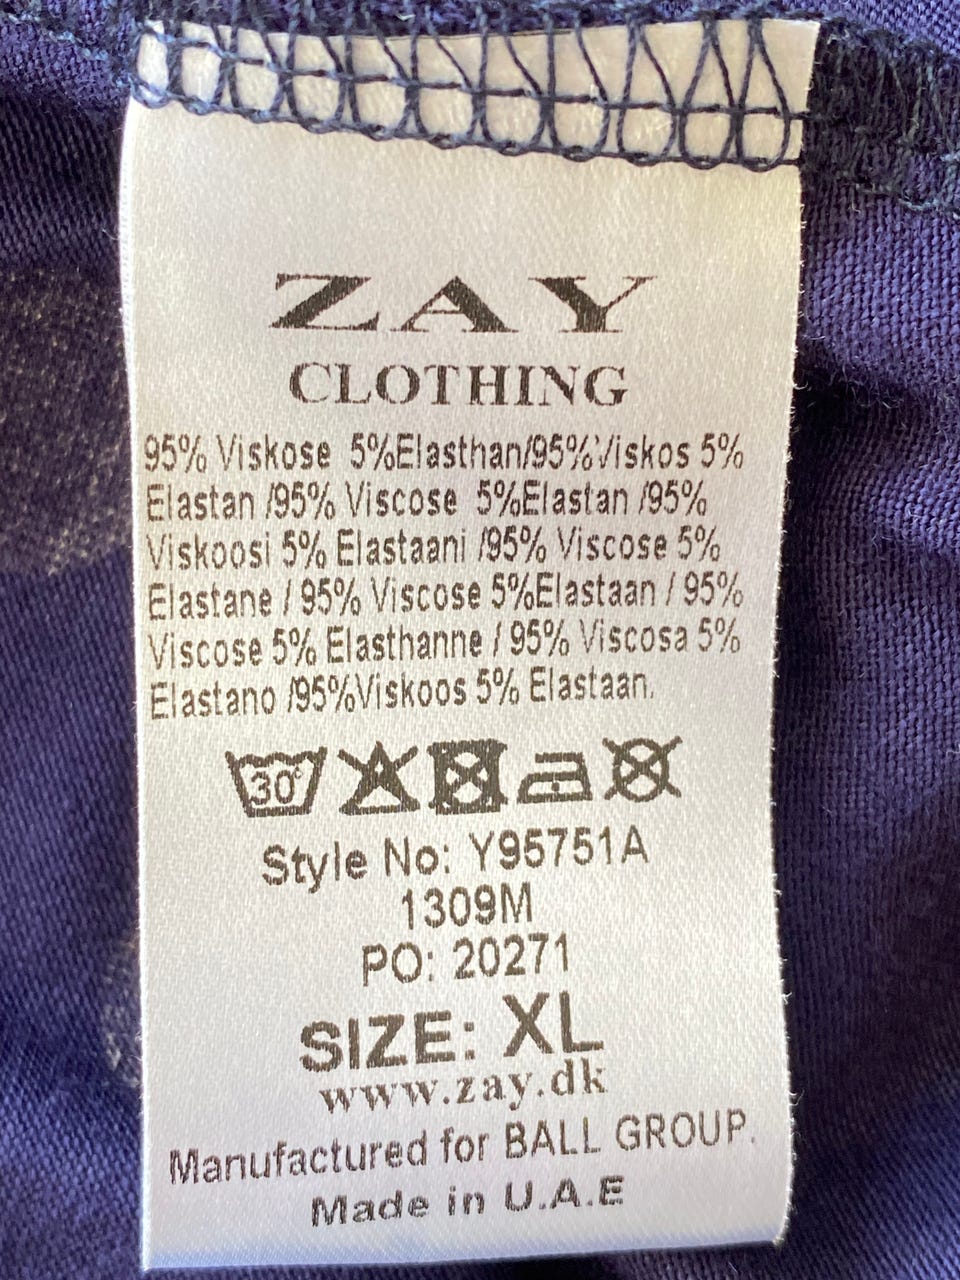 ZAY
CLOTHING
95% Viskose 5%Elasthan/95%Viskos 5%
Elastan /95% Viscose 5%Elastan /95%
Viskoosi 5% Elastaani /95% Viscose 5%
Elastane / 95% Viscose 5%Elastaan / 95%
Viscose 5% Elasthanne / 95% Viscosa 5%
Elastano /95%Viskoos 5% Elastaan.
30°
Style No: Y95751A
1309M
PO: 20271
SIZE: XL
www.zay.dk
Manufactured for BALL GROUP.
Made in U.A.E